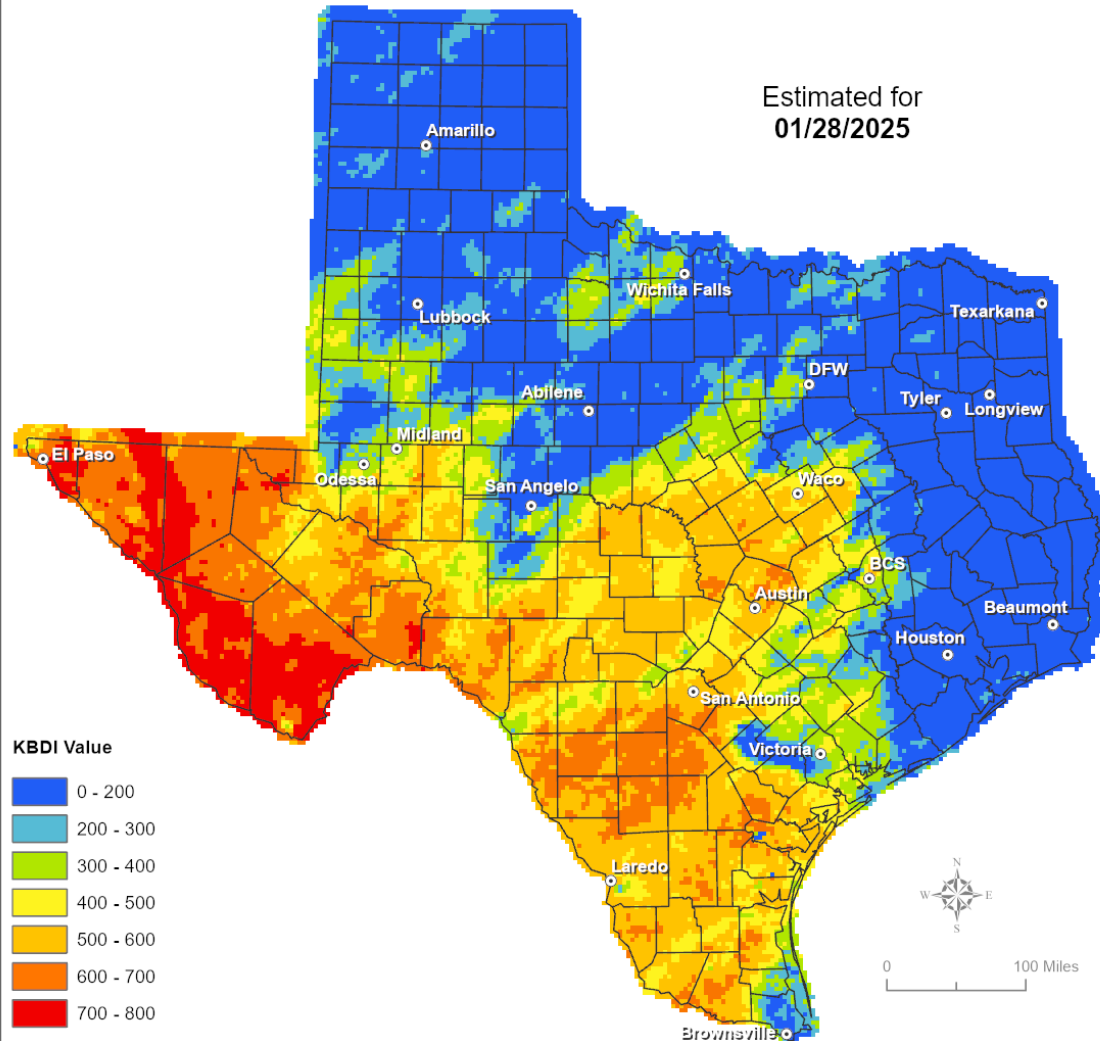 Estimated for
01/28/2025
Amarillo
Wichita Falls
Lubbock
Texarkana
DFW
Abilene
Tyler
Longview
Midland
El Paso
Odessa
San Angelo
Waco
BCS
Austin
Beaumont
Houston
San Antonio
Victoria
KBDI Value
0 - 200
200 - 300
300 - 400
400 - 500
500 - 600
600 - 700
700 - 800
Laredo
N
W E
S
0 100 Miles
Brownsville